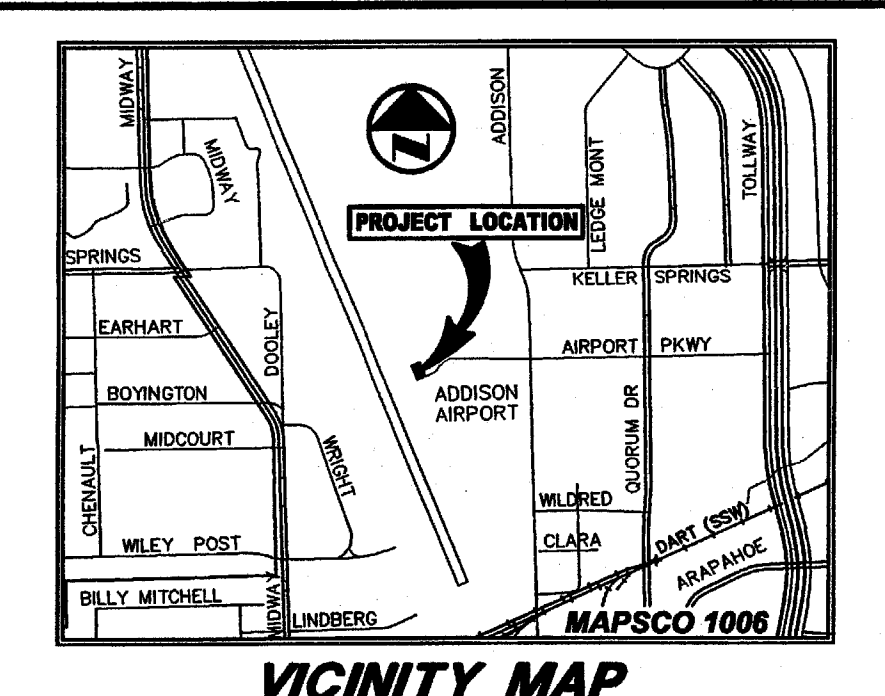 MIDWAY
MIDWAY
ADDISON
LEDGE MONT
TOLLWAY
N
PROJECT LOCATION
SPRINGS
KELLER SPRINGS
EARHART
DOOLEY
AIRPORT PKWY
BOYINGTON
ADDISON
AIRPORT
MIDCOURT
CHENAULT
WRIGHT
QUORUM DR
WILDRED
CLARA
DART (SSW)
WILEY POST
ARAPAHOE
BILLY MITCHELL
MIDWAY
LINDBERG
MAPSCO 1006
VICINITY MAP